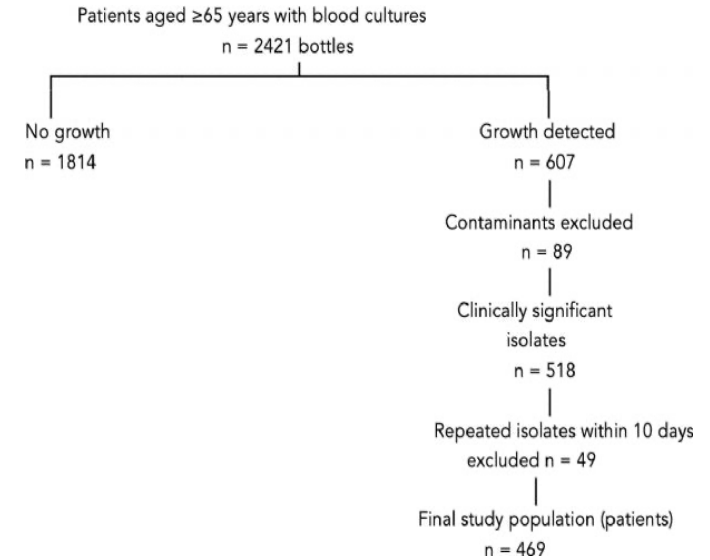 Patients aged ≥65 years with blood cultures
n = 2421 bottles
No growth
n = 1814
Growth detected
n = 607
Contaminants excluded
n = 89
Clinically significant
isolates
n = 518
Repeated isolates within 10 days
excluded n = 49
Final study population (patients)
n = 469